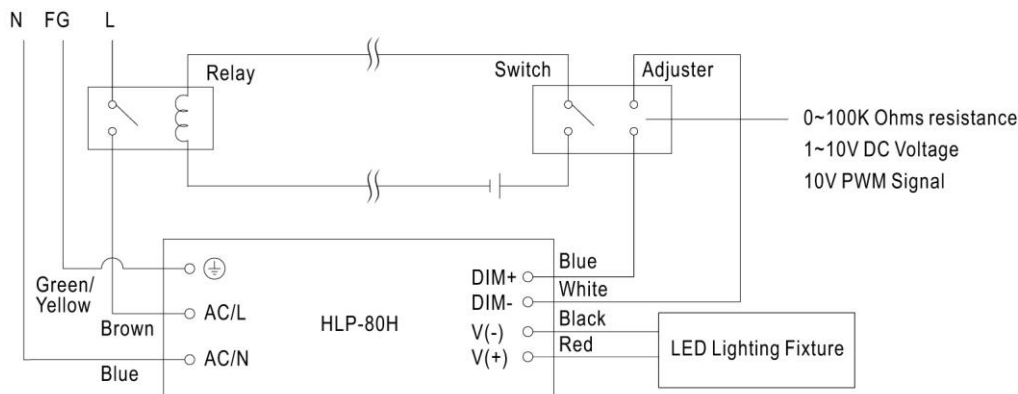 N FG L
Relay
Switch
Adjuster
0~100K Ohms resistance
1~10V DC Voltage
10V PWM Signal
Green/
Yellow
Brown
AC/L
Blue
AC/N
HLP-80H
DIM+
Blue
DIM-
White
V(-)
Black
V(+)
Red
LED Lighting Fixture